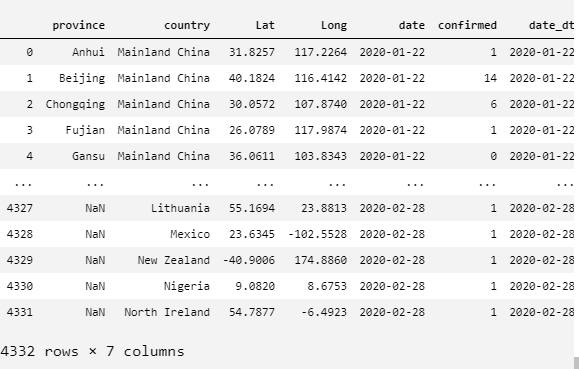 province country Lat Long date confirmed date_dt
0 Anhui Mainland China 31.8257 117.2264 2020-01-22 1 2020-01-22
1 Beijing Mainland China 40.1824 116.4142 2020-01-22 14 2020-01-22
2 Chongqing Mainland China 30.0572 107.8740 2020-01-22 6 2020-01-22
3 Fujian Mainland China 26.0789 117.9874 2020-01-22 1 2020-01-22
4 Gansu Mainland China 36.0611 103.8343 2020-01-22 0 2020-01-22
... ... ... ... ... ... ... ...
4327 NaN Lithuania 55.1694 23.8813 2020-02-28 1 2020-02-28
4328 NaN Mexico 23.6345 -102.5528 2020-02-28 1 2020-02-28
4329 NaN New Zealand -40.9006 174.8860 2020-02-28 1 2020-02-28
4330 NaN Nigeria 9.0820 8.6753 2020-02-28 1 2020-02-28
4331 NaN North Ireland 54.7877 -6.4923 2020-02-28 1 2020-02-28
4332 rows × 7 columns